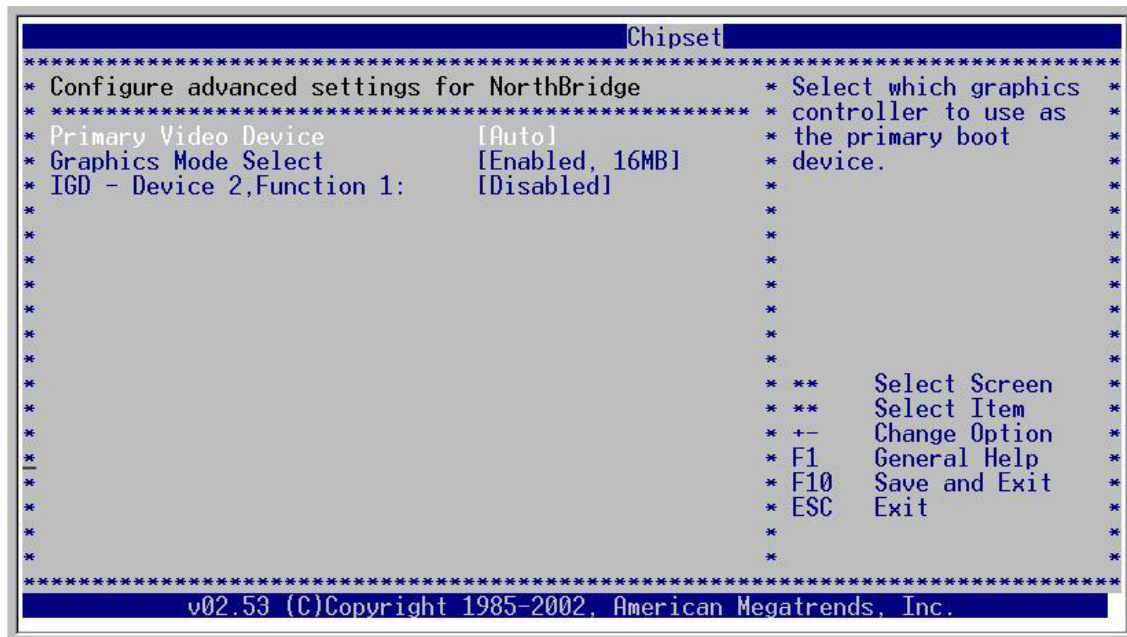 Chipset
Configure advanced settings for NorthBridge
Primary Video Device [Auto]
Graphics Mode Select [Enabled, 16MB]
IGD - Device 2,Function 1: [Disabled]
Select which graphics
controller to use as
the primary boot
device.
** Select Screen
** Select Item
+- Change Option
F1 General Help
F10 Save and Exit
ESC Exit
v02.53 (C)Copyright 1985-2002, American Megatrends, Inc.